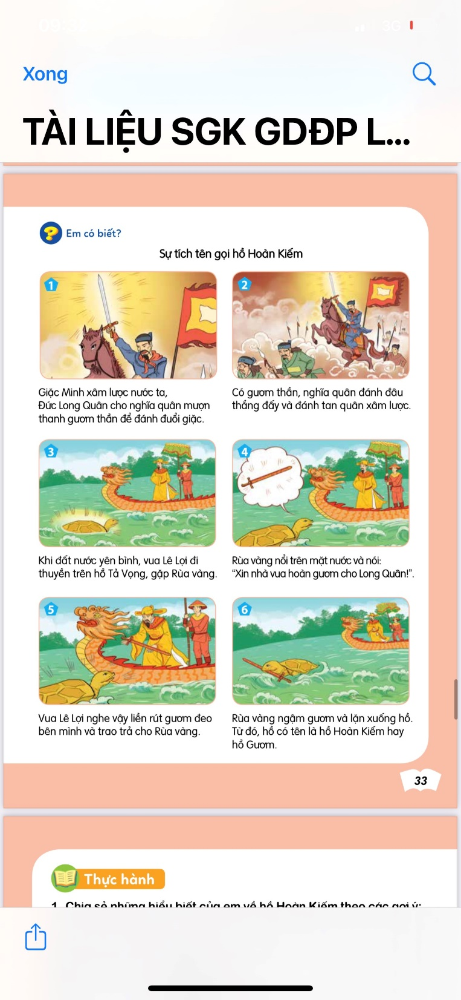 3G
Xong
TÀI LIỆU SGK GDĐP L...
Em có biết?
Sự tích tên gọi hồ Hoàn Kiếm
1
2
Giặc Minh xâm lược nước ta,
Đức Long Quân cho nghĩa quân mượn
thanh gươm thần để đánh đuổi giặc.
Có gươm thần, nghĩa quân đánh đâu
thắng đấy và đánh tan quân xâm lược.
3
4
Khi đất nước yên bình, vua Lê Lợi đi
thuyền trên hồ Tả Vọng, gặp Rùa vàng.
Rùa vàng nổi trên mặt nước và nói:
“Xin nhà vua hoàn gươm cho Long Quân!”.
5
6
Vua Lê Lợi nghe vậy liền rút gươm đeo
bên mình và trao trả cho Rùa vàng.
Rùa vàng ngậm gươm và lặn xuống hồ.
Từ đó, hồ có tên là hồ Hoàn Kiếm hay
hồ Gươm.
33
Thực hành
1. Chia sẻ những hiểu biết của em về hồ Hoàn Kiếm theo các gợi ý: